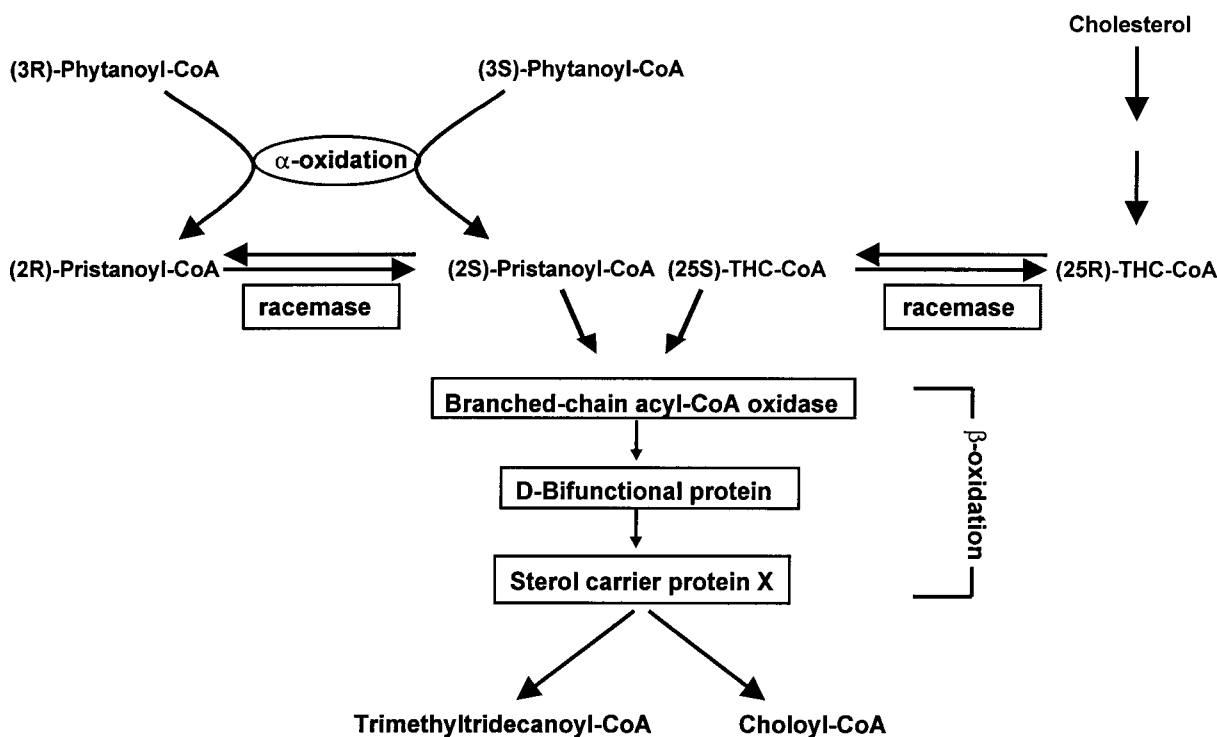 Cholesterol
(3R)-Phytanoyl-CoA
(3S)-Phytanoyl-CoA
α-oxidation
(2R)-Pristanoyl-CoA
(2S)-Pristanoyl-CoA
(25S)-THC-CoA
(25R)-THC-CoA
racemase
racemase
Branched-chain acyl-CoA oxidase
D-Bifunctional protein
Sterol carrier protein X
β-oxidation
Trimethyltridecanoyl-CoA
Choloyl-CoA